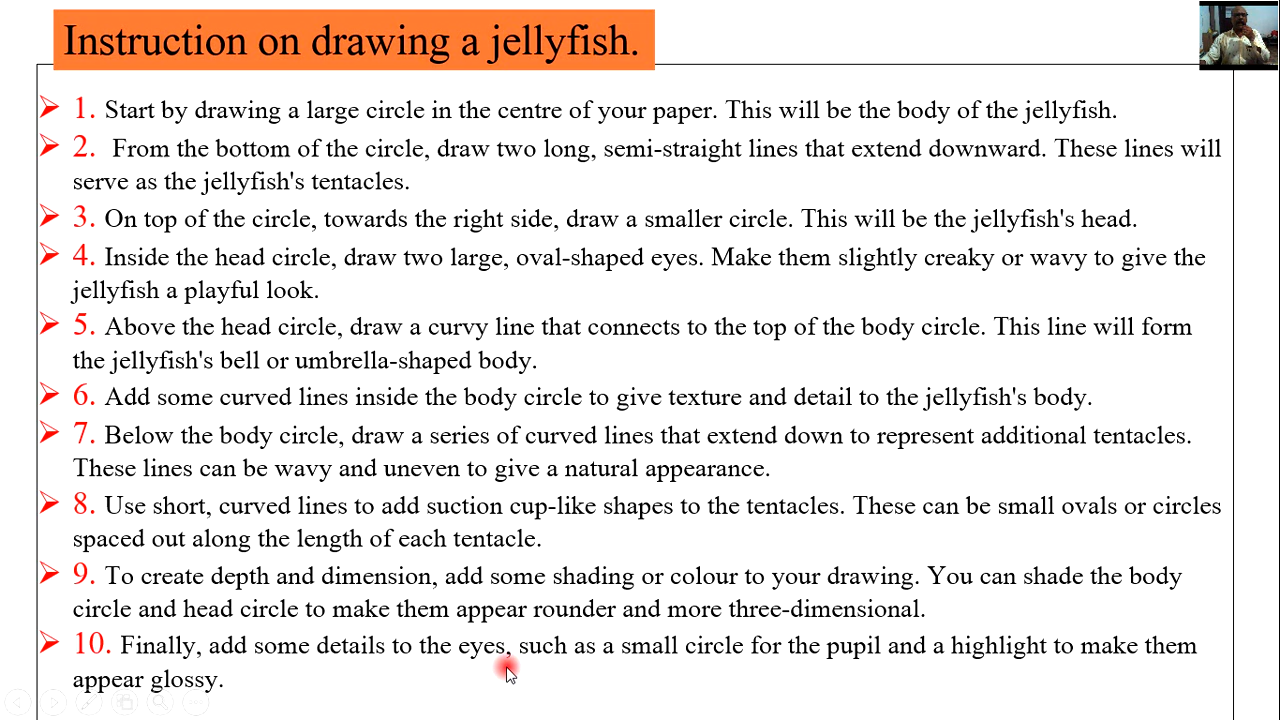 Instruction on drawing a jellyfish.
1. Start by drawing a large circle in the centre of your paper. This will be the body of the jellyfish.
2. From the bottom of the circle, draw two long, semi-straight lines that extend downward. These lines will
serve as the jellyfish's tentacles.
3. On top of the circle, towards the right side, draw a smaller circle. This will be the jellyfish's head.
4. Inside the head circle, draw two large, oval-shaped eyes. Make them slightly creaky or wavy to give the
jellyfish a playful look.
5. Above the head circle, draw a curvy line that connects to the top of the body circle. This line will form
the jellyfish's bell or umbrella-shaped body.
6. Add some curved lines inside the body circle to give texture and detail to the jellyfish's body.
7. Below the body circle, draw a series of curved lines that extend down to represent additional tentacles.
These lines can be wavy and uneven to give a natural appearance.
8. Use short, curved lines to add suction cup-like shapes to the tentacles. These can be small ovals or circles
spaced out along the length of each tentacle.
9. To create depth and dimension, add some shading or colour to your drawing. You can shade the body
circle and head circle to make them appear rounder and more three-dimensional.
10. Finally, add some details to the eyes, such as a small circle for the pupil and a highlight to make them
appear glossy.